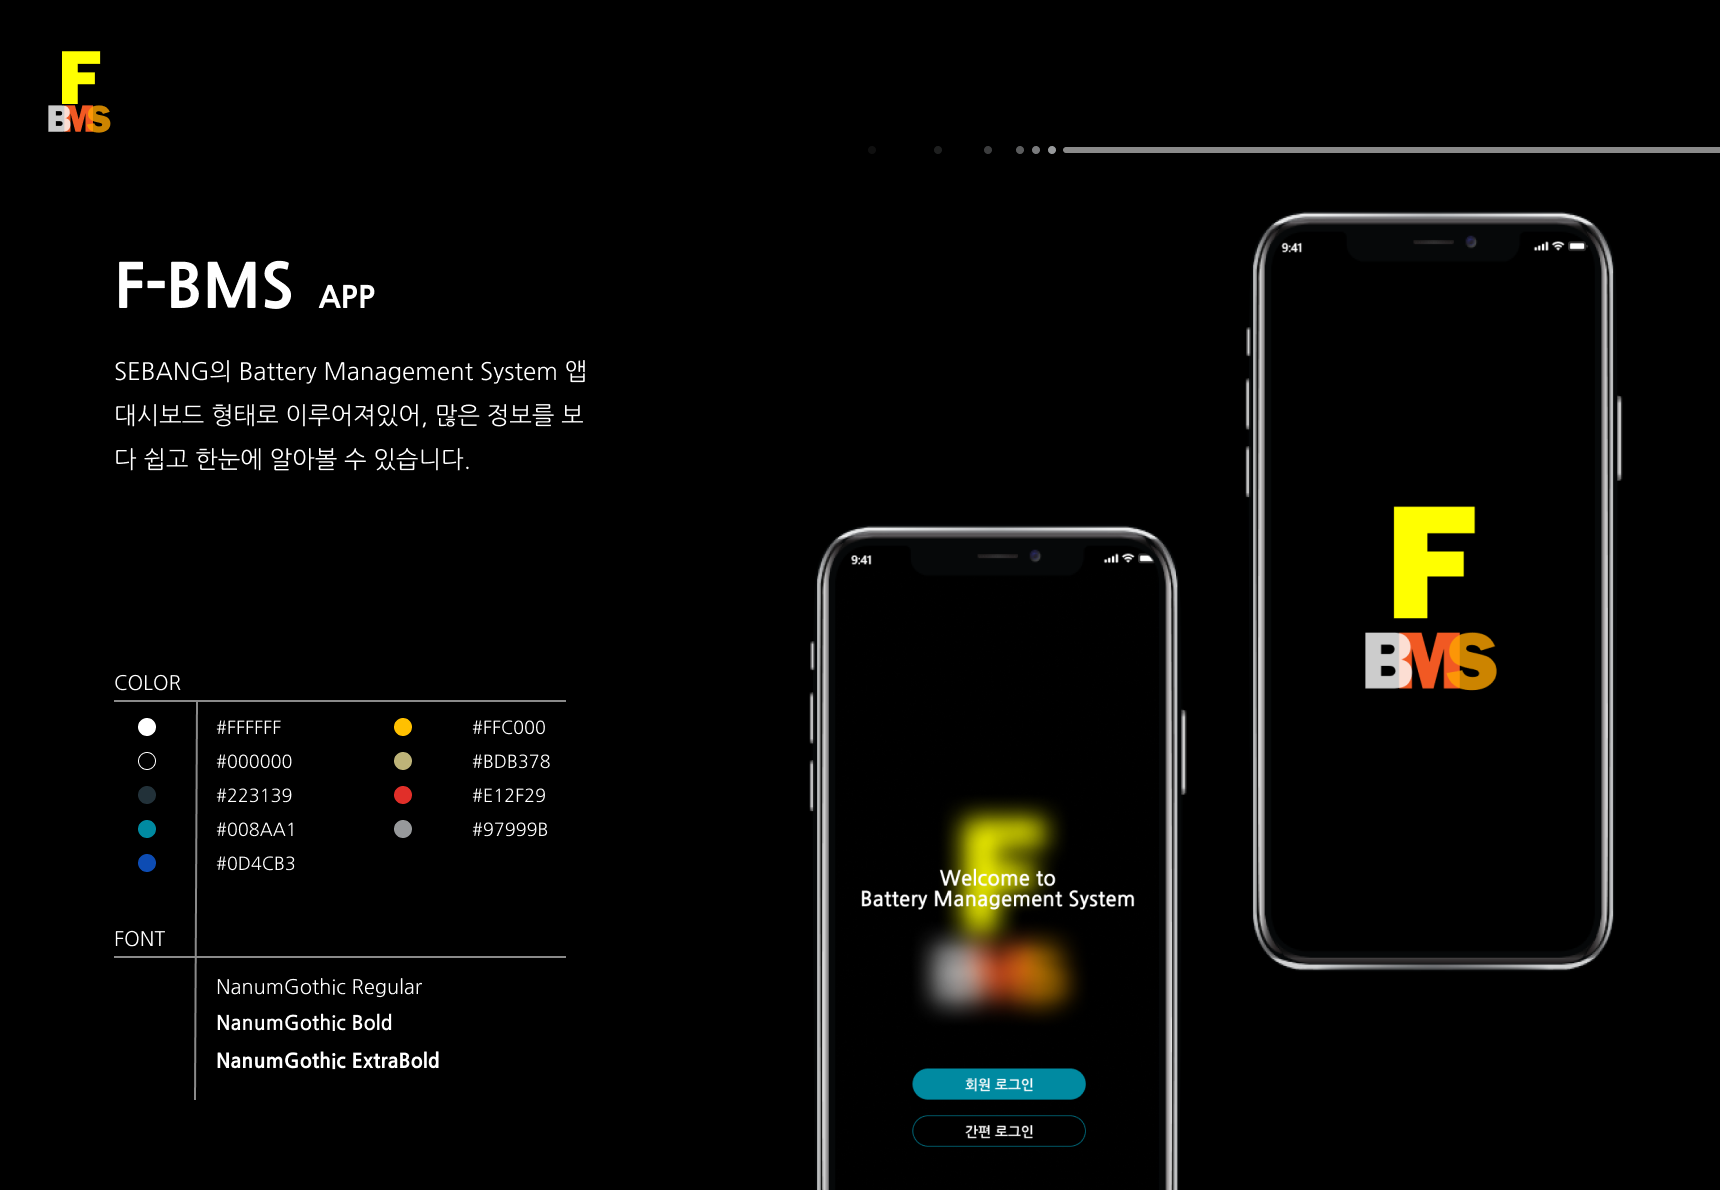 F
BMS
F-BMS APP
SEBANG의 Battery Management System 앱
대시보드 형태로 이루어져있어, 많은 정보를 보
다 쉽고 한눈에 알아볼 수 있습니다.
COLOR
#FFFFFF #FFC000
#000000 #BDB378
#223139 #E12F29
#008AA1 #97999B
#0D4CB3
FONT
NanumGothic Regular
NanumGothic Bold
NanumGothic ExtraBold
9:41
F
Welcome to
Battery Management System
BMS
회원 로그인
간편 로그인
9:41
F
BMS